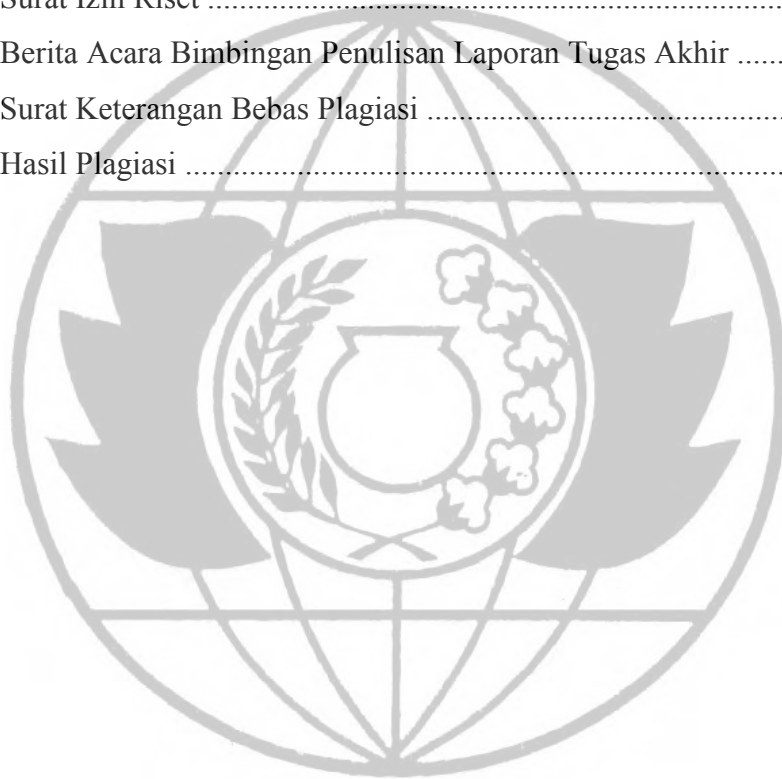 Surat Izin Riset ........................................................................
Berita Acara Bimbingan Penulisan Laporan Tugas Akhir ......
Surat Keterangan Bebas Plagiasi .............................................
Hasil Plagiasi ...........................................................................